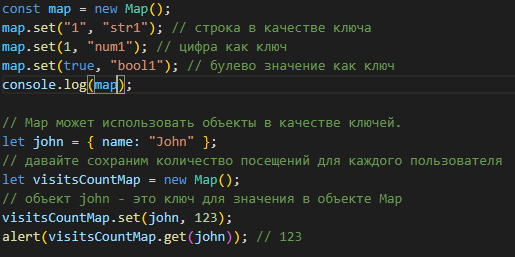 const map = new Map();
map.set("1", "str1"); // строка в качестве ключа
map.set(1, "num1"); // цифра как ключ
map.set(true, "bool1"); // булево значение как ключ
console.log(map);
// Map может использовать объекты в качестве ключей.
let john = { name: "John" };
// давайте сохраним количество посещений для каждого пользователя
let visitsCountMap = new Map();
// объект john - это ключ для значения в объекте Map
visitsCountMap.set(john, 123);
alert(visitsCountMap.get(john)); // 123